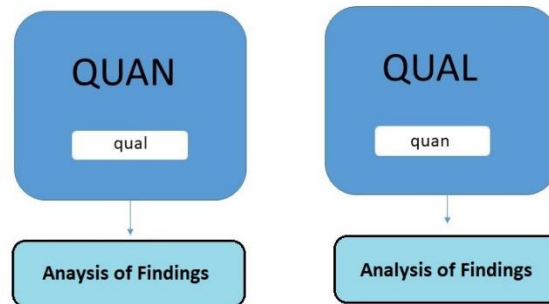 QUAN
qual
Anaysis of Findings
QUAL
quan
Analysis of Findings